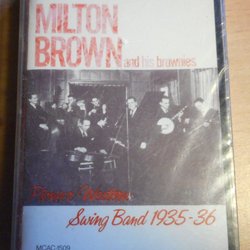 MILTON
BROWN and his brownies
Pioneer Western
Swing Band 1935-36
MCAC 1509